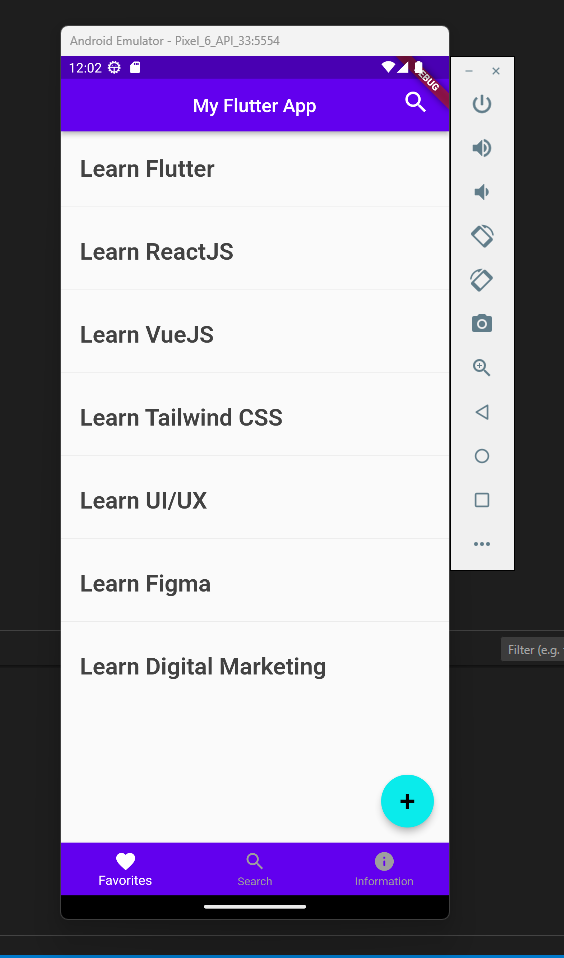 Android Emulator - Pixel_6_API_33:5554
12:02
DEBUG
My Flutter App
Learn Flutter
Learn ReactJS
Learn VueJS
Learn Tailwind CSS
Learn UI/UX
Learn Figma
Filter (e.g.
Learn Digital Marketing
+
Favorites
Search
Information